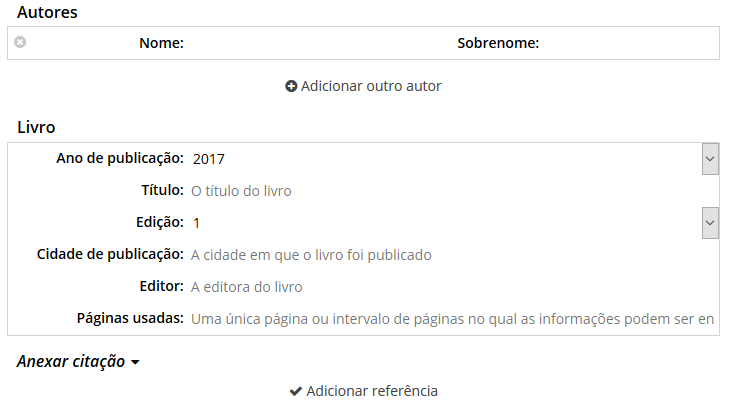 Autores
Nome: Sobrenome:
Adicionar outro autor
Livro
Ano de publicação: 2017
Título: O título do livro
Edição: 1
Cidade de publicação: A cidade em que o livro foi publicado
Editor: A editora do livro
Páginas usadas: Uma única página ou intervalo de páginas no qual as informações podem ser en
Anexar citação
Adicionar referência